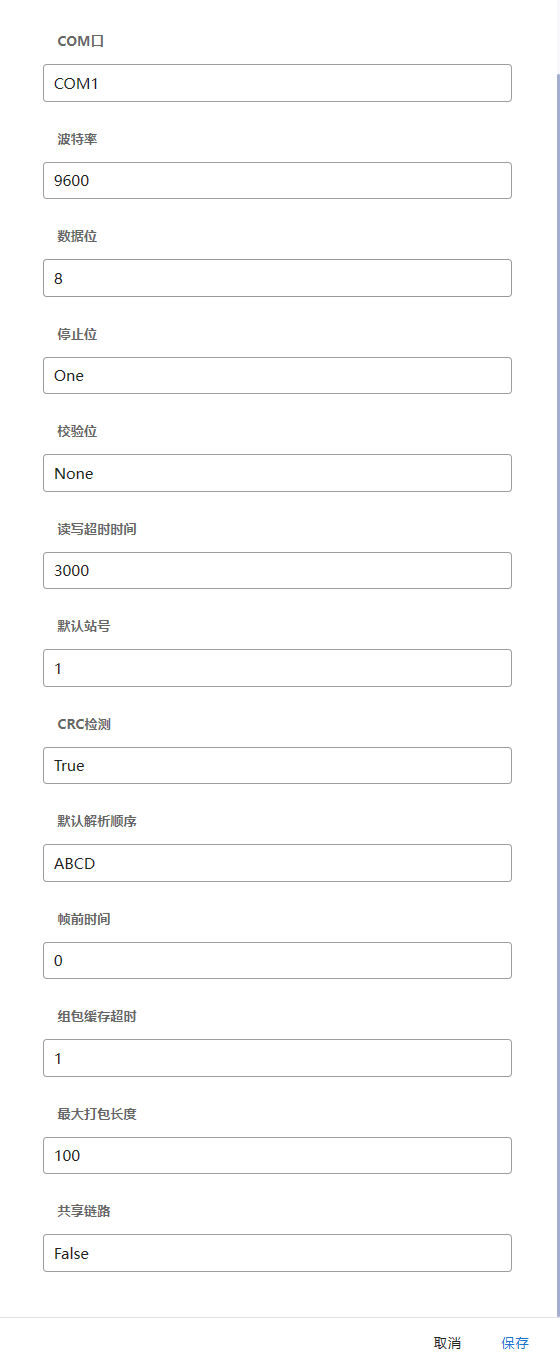 COM口
COM1
波特率
9600
数据位
8
停止位
One
校验位
None
读写超时时间
3000
默认站号
1
CRC检测
True
默认解析顺序
ABCD
帧前时间
0
组包缓存超时
1
最大打包长度
100
共享链路
False
取消 保存